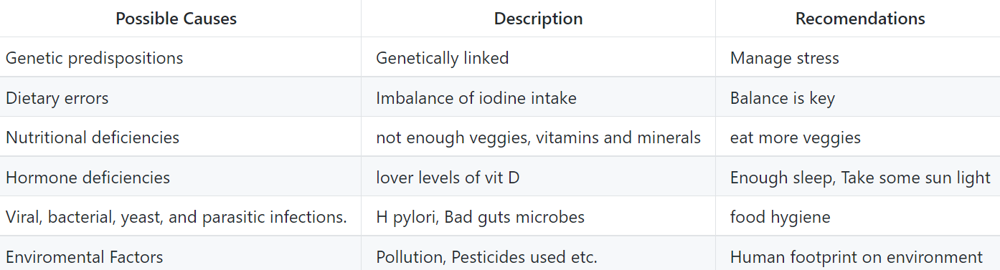 Possible Causes Description Recomendations
Genetic predispositions Genetically linked Manage stress
Dietary errors Imbalance of iodine intake Balance is key
Nutritional deficiencies not enough veggies, vitamins and minerals eat more veggies
Hormone deficiencies lover levels of vit D Enough sleep, Take some sun light
Viral, bacterial, yeast, and parasitic infections. H pylori, Bad guts microbes food hygiene
Enviromental Factors Pollution, Pesticides used etc. Human footprint on environment